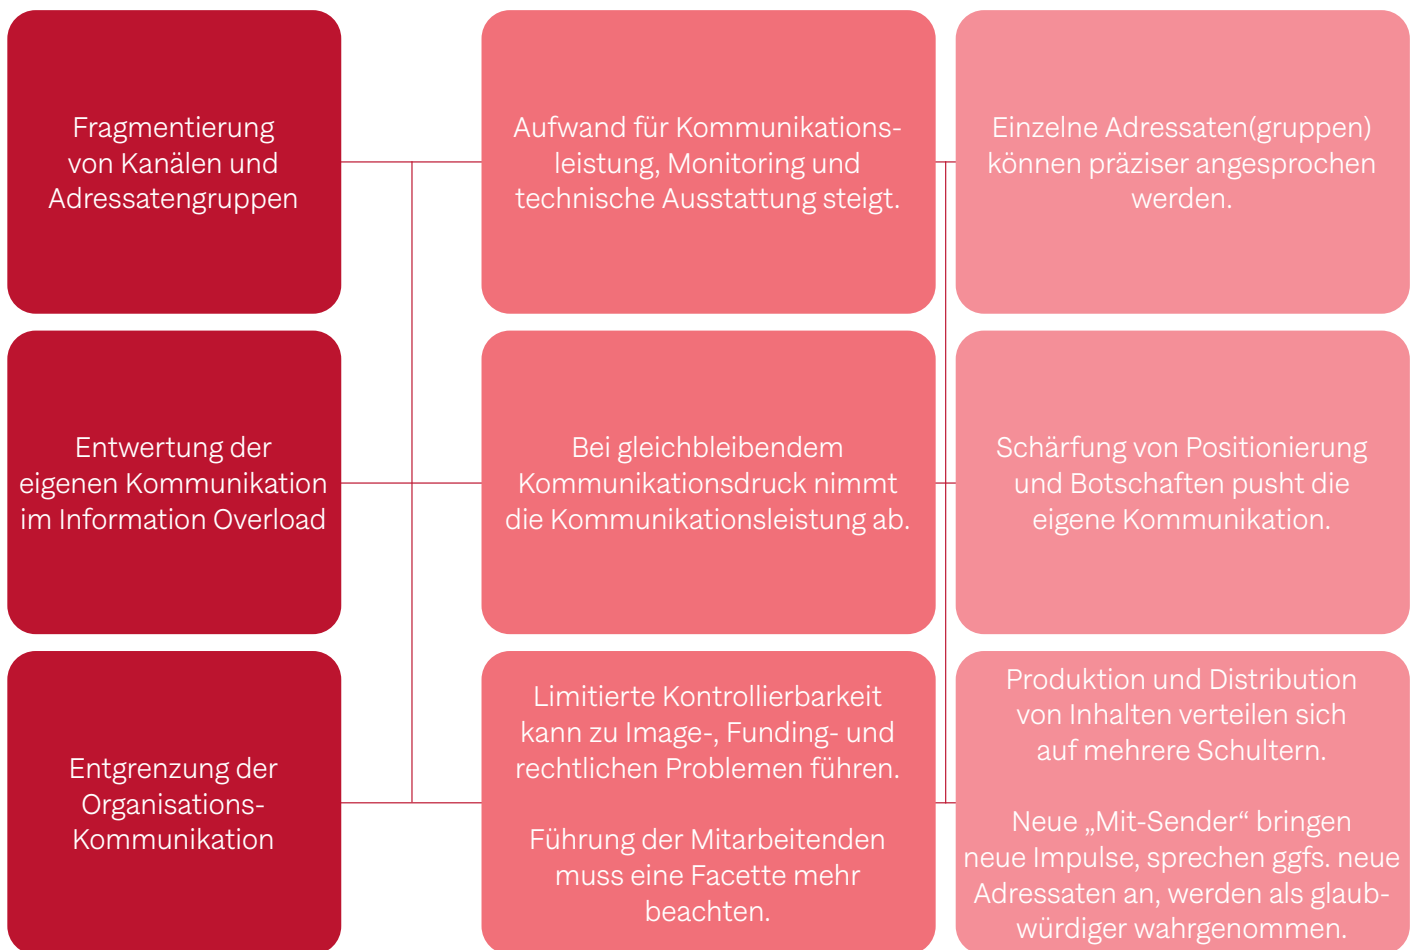 Fragmentierung
von Kanälen und
Adressatengruppen
Aufwand für Kommunikations-
leistung, Monitoring und
technische Ausstattung steigt.
Einzelne Adressaten(gruppen)
können präziser angesprochen
werden.
Entwertung der
eigenen Kommunikation
im Information Overload
Bei gleichbleibendem
Kommunikationsdruck nimmt
die Kommunikationsleistung ab.
Schärfung von Positionierung
und Botschaften pusht die
eigene Kommunikation.
Entgrenzung der
Organisations-
Kommunikation
Limitierte Kontrollierbarkeit
kann zu Image-, Funding- und
rechtlichen Problemen führen.
Führung der Mitarbeitenden
muss eine Facette mehr
beachten.
Produktion und Distribution
von Inhalten verteilen sich
auf mehrere Schultern.
Neue „Mit-Sender“ bringen
neue Impulse, sprechen ggfs. neue
Adressaten an, werden als glaub-
würdiger wahrgenommen.